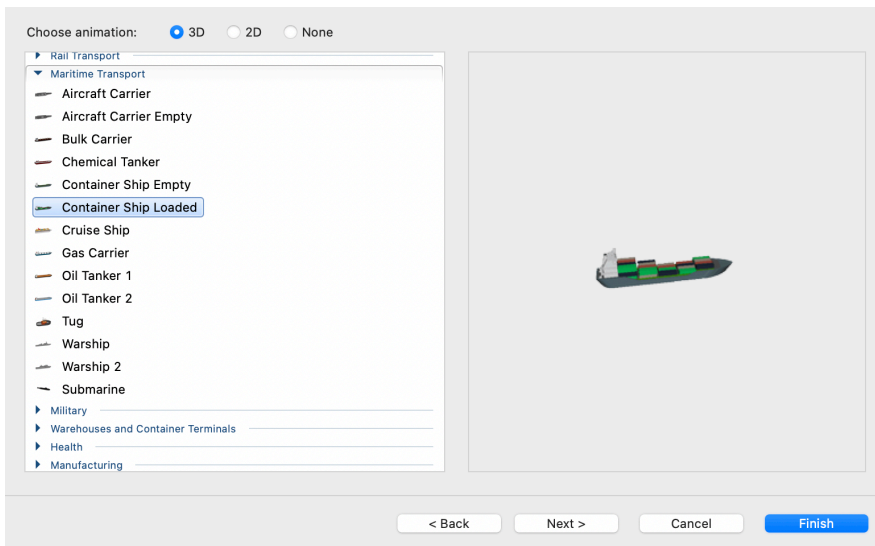 Choose animation: 3D 2D None
Rail Transport
Maritime Transport
Aircraft Carrier
Aircraft Carrier Empty
Bulk Carrier
Chemical Tanker
Container Ship Empty
Container Ship Loaded
Cruise Ship
Gas Carrier
Oil Tanker 1
Oil Tanker 2
Tug
Warship
Warship 2
Submarine
Military
Warehouses and Container Terminals
Health
Manufacturing
< Back Next > Cancel Finish